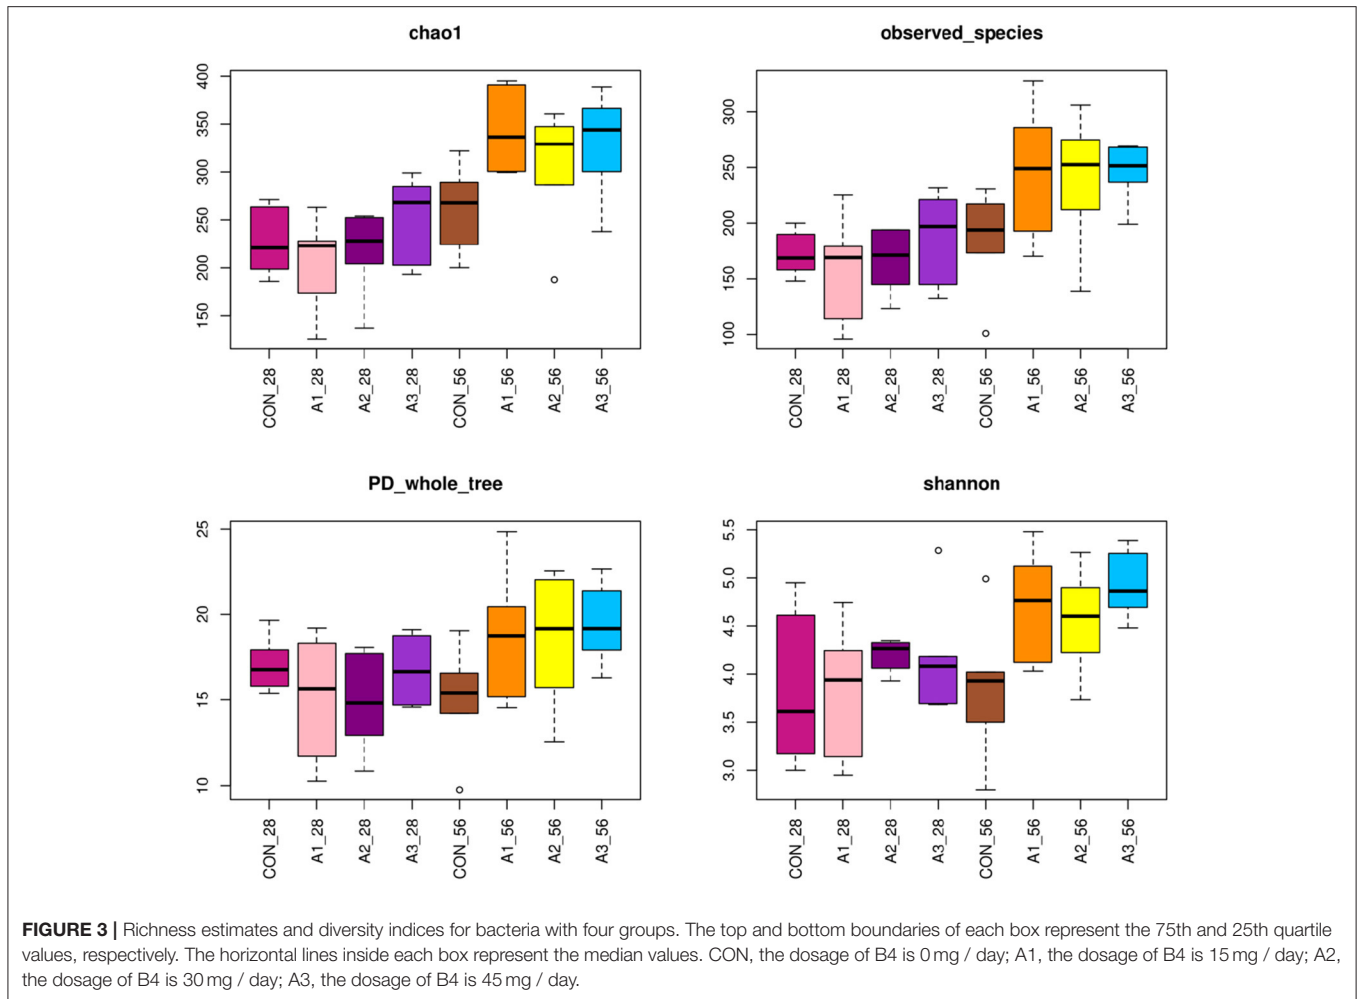 chao1
400
350
300
250
200
150
CON_28
A1_28
A2_28
A3_28
CON_56
A1_56
A2_56
A3_56
observed_species
300
250
200
150
100
CON_28
A1_28
A2_28
A3_28
CON_56
A1_56
A2_56
A3_56
PD_whole_tree
25
20
15
10
CON_28
A1_28
A2_28
A3_28
CON_56
A1_56
A2_56
A3_56
shannon
5.5
5.0
4.5
4.0
3.5
3.0
CON_28
A1_28
A2_28
A3_28
CON_56
A1_56
A2_56
A3_56
FIGURE 3 | Richness estimates and diversity indices for bacteria with four groups. The top and bottom boundaries of each box represent the 75th and 25th quartile
values, respectively. The horizontal lines inside each box represent the median values. CON, the dosage of B4 is 0 mg / day; A1, the dosage of B4 is 15 mg / day; A2,
the dosage of B4 is 30 mg / day; A3, the dosage of B4 is 45 mg / day.